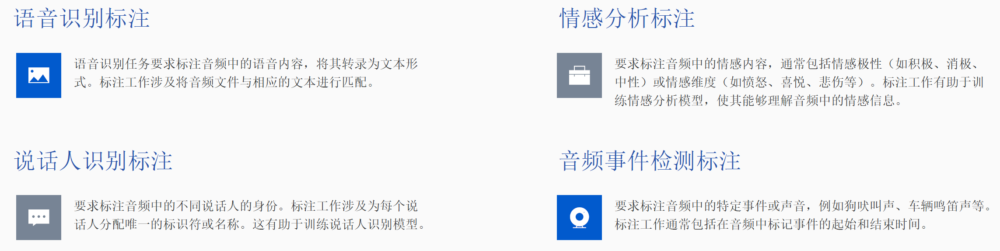 语音识别标注
语音识别任务要求标注音频中的语音内容，将其转录为文本形
式。标注工作涉及将音频文件与相应的文本进行匹配。
情感分析标注
要求标注音频中的情感内容，通常包括情感极性（如积极、消极、
中性）或情感维度（如愤怒、喜悦、悲伤等）。标注工作有助于训
练情感分析模型，使其能够理解音频中的情感信息。
说话人识别标注
要求标注音频中的不同说话人的身份。标注工作涉及为每个说
话人分配唯一的标识符或名称。这有助于训练说话人识别模型。
音频事件检测标注
要求标注音频中的特定事件或声音，例如狗吠叫声、车辆鸣笛声等。
标注工作通常包括在音频中标记事件的起始和结束时间。